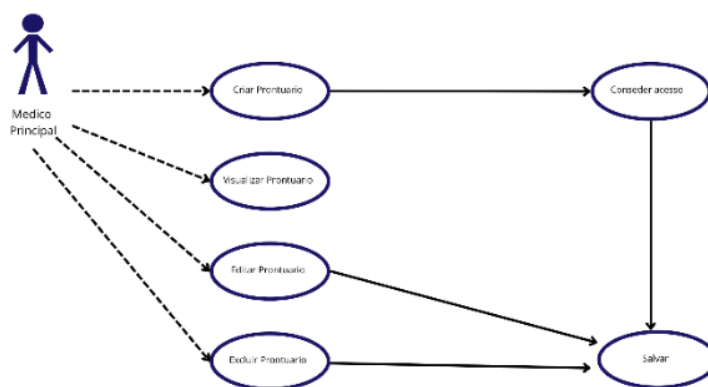 Medico
Principal
Criar Prontuario
Conseder acesso
Visualizar Prontuario
Editar Prontuario
Excluir Prontuario
Salvar